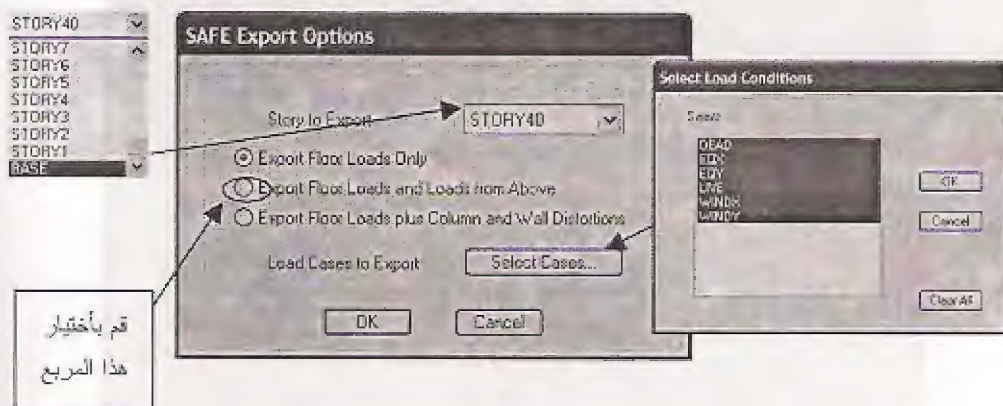 STORY40
STORY7
STORY6
STORY5
STORY4
STORY3
STORY2
STORY1
BASE
SAFE Export Options
Story to Export
STORY40
Export Floor Loads Only
Export Floor Loads and Loads from Above
Export Floor Loads plus Column and Wall Distortions
Load Cases to Export
Select Cases...
OK
Cancel
Select Load Conditions
Select
DEAD
EQX
EQY
LIVE
WINDX
WINDY
OK
Cancel
Clear All
قم بأختيار
هذا المربع